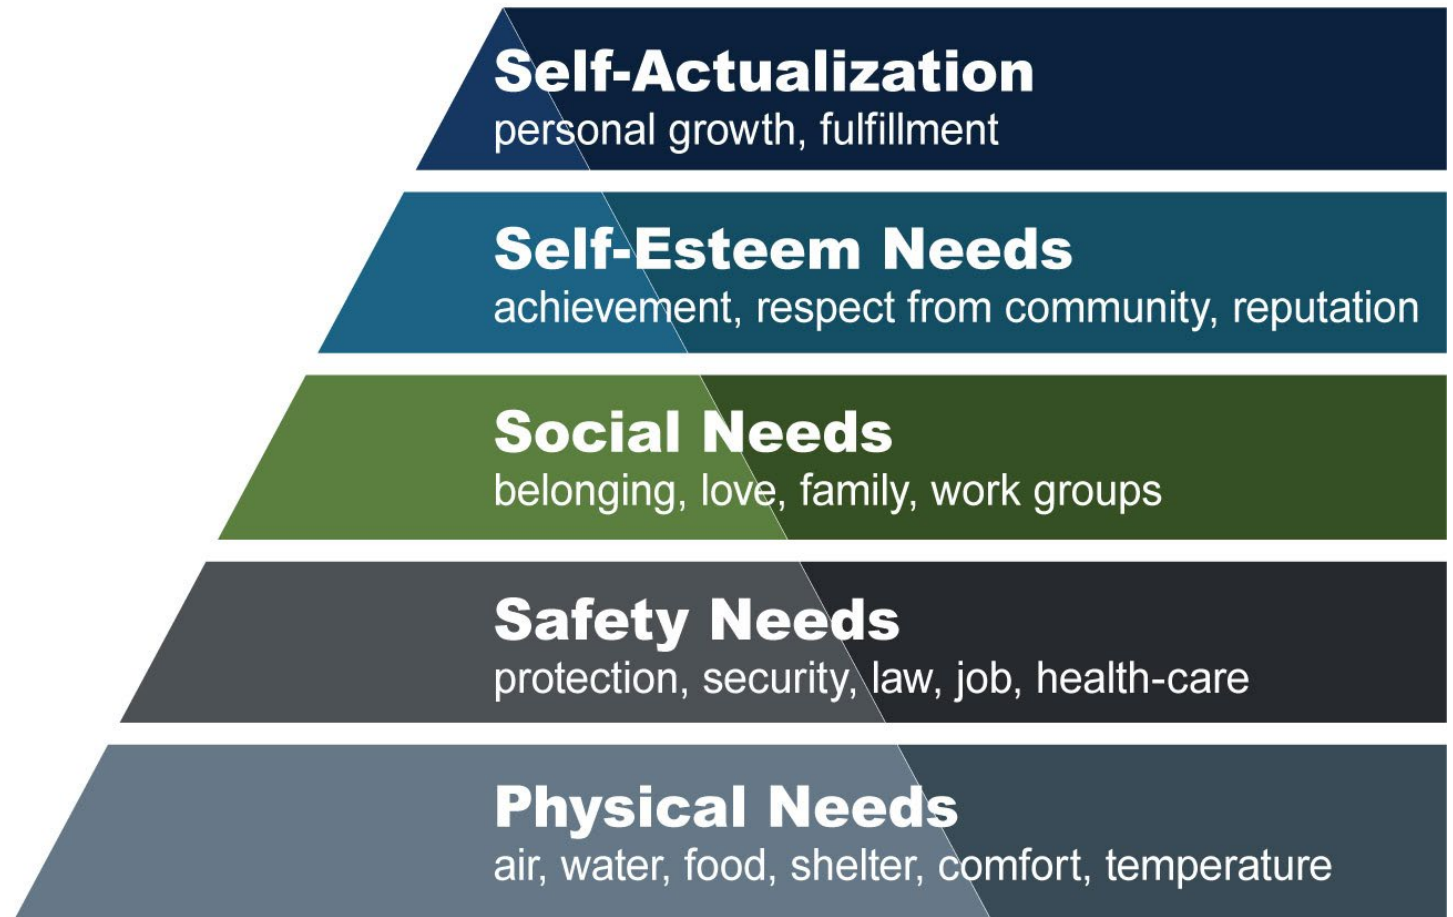 Self-Actualization
personal growth, fulfillment
Self-Esteem Needs
achievement, respect from community, reputation
Social Needs
belonging, love, family, work groups
Safety Needs
protection, security, law, job, health-care
Physical Needs
air, water, food, shelter, comfort, temperature